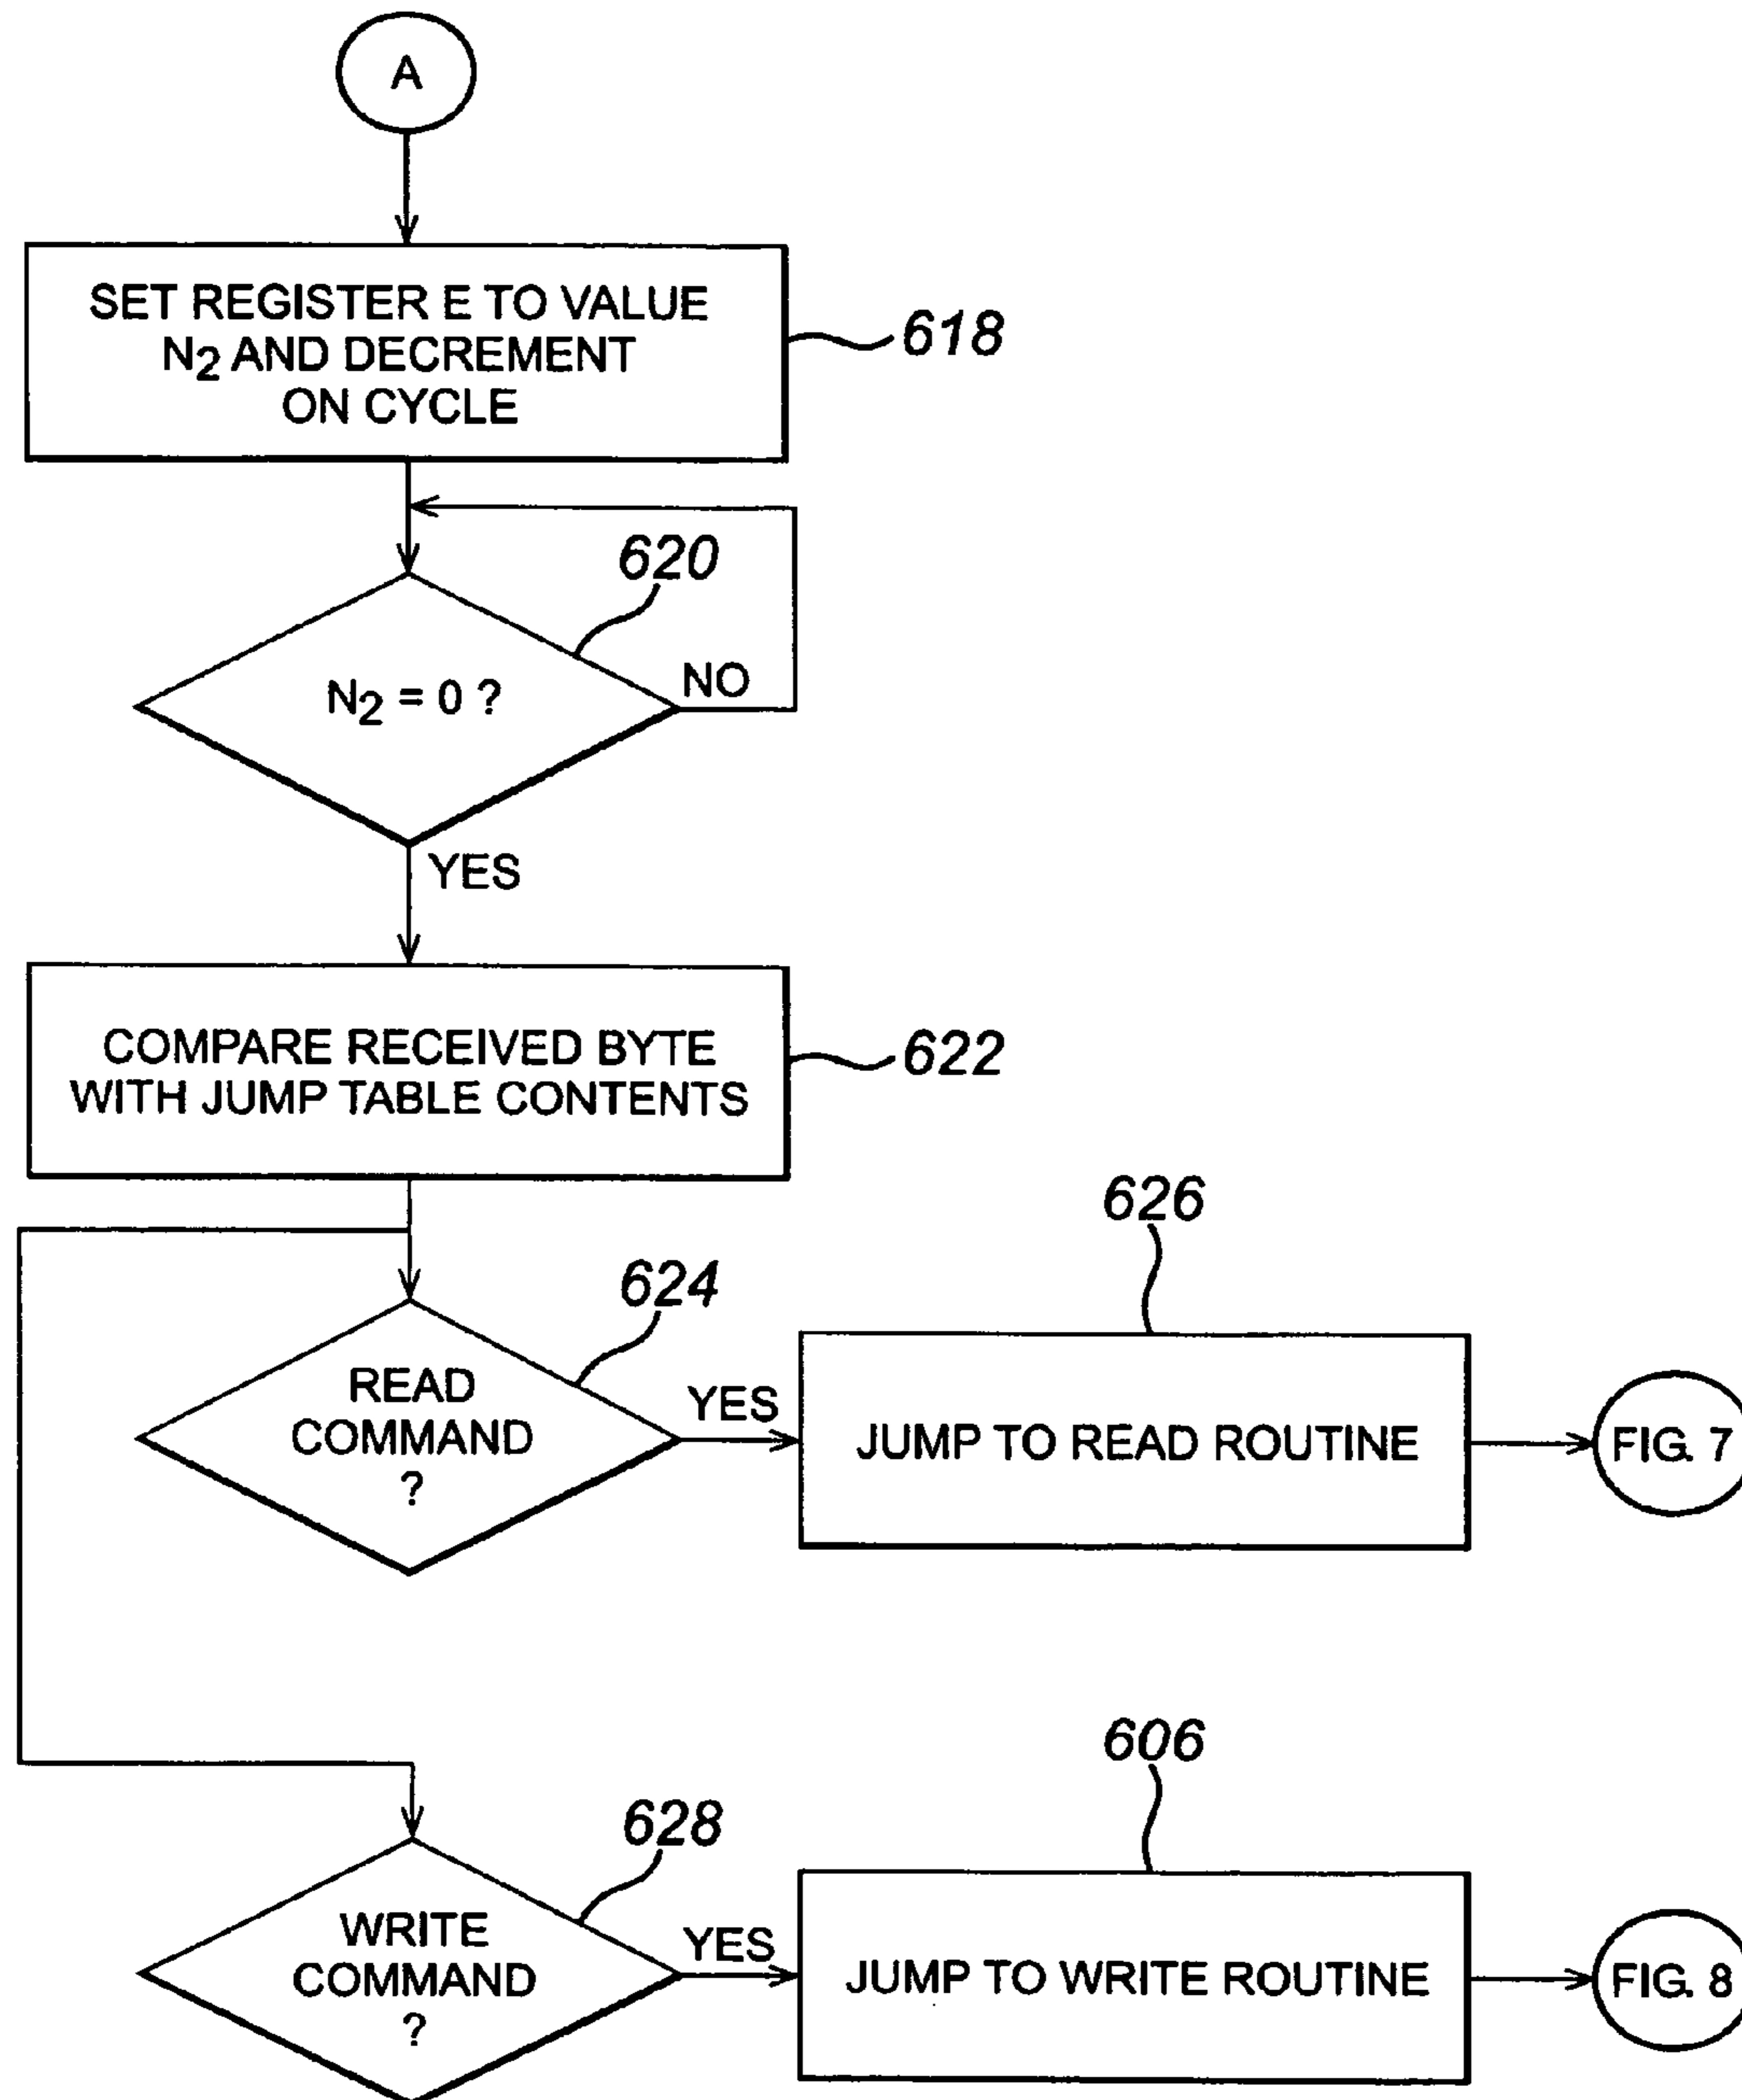 A
SET REGISTER E TO VALUE
N2 AND DECREMENT
ON CYCLE
618
620
N2 = 0 ?
NO
YES
COMPARE RECEIVED BYTE
WITH JUMP TABLE CONTENTS
622
626
624
READ
COMMAND
?
YES
JUMP TO READ ROUTINE
FIG. 7
606
628
WRITE
COMMAND
?
YES
JUMP TO WRITE ROUTINE
FIG. 8